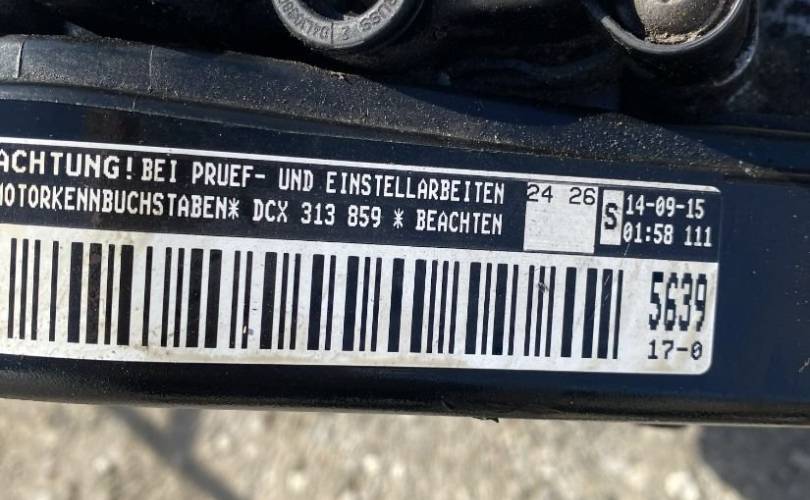 ACHTUNG! BEI PRUEF- UND EINSTELLARBEITEN
MOTORKENNBUCHSTABEN* DCX 313 859 * BEACHTEN
24 26
S
14-09-15
01:58 111
5639
17-0